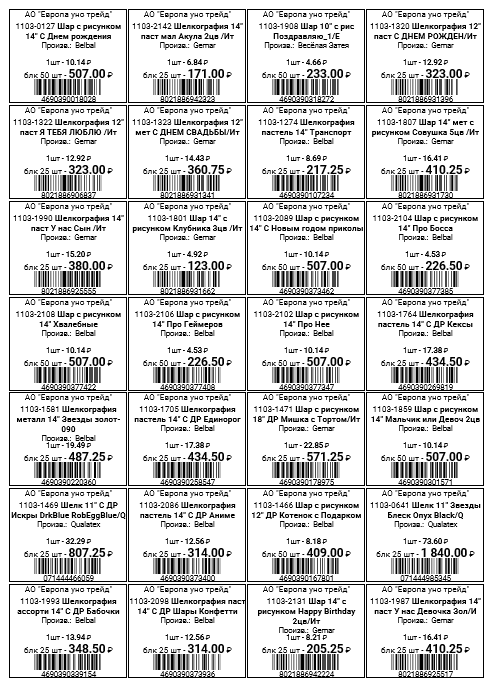 АО "Европа уно трейд"
1103-0127 Шар с рисунком
14" С Днем рождения
Произв.: Belbal
1шт - 10.14 ₽
блк 50 шт - 507.00 ₽
4690390018028
АО "Европа уно трейд"
1103-2142 Шелкография 14"
паст мал Акула 2цв /Ит
Произв.: Gemar
1шт - 6.84 ₽
блк 25 шт - 171.00 ₽
8021886942323
АО "Европа уно трейд"
1103-1908 Шар 10" с рис
Поздравляю_1/Е
Произв.: Весёлая Затея
1шт - 4.66 ₽
блк 50 шт - 233.00 ₽
4690390318272
АО "Европа уно трейд"
1103-1320 Шелкография 12"
паст С ДНЕМ РОЖДЕН/Ит
Произв.: Gemar
1шт - 12.92 ₽
блк 25 шт - 323.00 ₽
8021886931396
АО "Европа уно трейд"
1103-1322 Шелкография 12"
паст Я ТЕБЯ ЛЮБЛЮ /Ит
Произв.: Gemar
1шт - 12.92 ₽
блк 25 шт - 323.00 ₽
8021886906837
АО "Европа уно трейд"
1103-1323 Шелкография 12"
мет С ДНЕМ СВАДЬБЫ/Ит
Произв.: Gemar
1шт - 14.43 ₽
блк 25 шт - 360.75 ₽
8021886931341
АО "Европа уно трейд"
1103-1274 Шелкография
пастель 14" Транспорт
Произв.: Belbal
1шт - 8.69 ₽
блк 25 шт - 217.25 ₽
4690390107234
АО "Европа уно трейд"
1103-1807 Шар 14" мет с
рисунком Совушка 5цв /Ит
Произв.: Gemar
1шт - 16.41 ₽
блк 25 шт - 410.25 ₽
8021886931730
АО "Европа уно трейд"
1103-1990 Шелкография 14"
паст У нас Сын /Ит
Произв.: Gemar
1шт - 15.20 ₽
блк 25 шт - 380.00 ₽
8021886925555
АО "Европа уно трейд"
1103-1801 Шар 14" с
рисунком Клубника 3цв /Ит
Произв.: Gemar
1шт - 4.92 ₽
блк 25 шт - 123.00 ₽
8021886931662
АО "Европа уно трейд"
1103-2089 Шар с рисунком
14" С Новым годом приколы
Произв.: Belbal
1шт - 10.14 ₽
блк 50 шт - 507.00 ₽
4690390373462
АО "Европа уно трейд"
1103-2104 Шар с рисунком
14" Про Босса
Произв.: Belbal
1шт - 4.53 ₽
блк 50 шт - 226.50 ₽
4690390377385
АО "Европа уно трейд"
1103-2108 Шар с рисунком
14" Хвалебные
Произв.: Belbal
1шт - 10.14 ₽
блк 50 шт - 507.00 ₽
4690390377422
АО "Европа уно трейд"
1103-2106 Шар с рисунком
14" Про Геймеров
Произв.: Belbal
1шт - 4.53 ₽
блк 50 шт - 226.50 ₽
4690390377408
АО "Европа уно трейд"
1103-2102 Шар с рисунком
14" Про Нее
Произв.: Belbal
1шт - 10.14 ₽
блк 50 шт - 507.00 ₽
4690390377347
АО "Европа уно трейд"
1103-1764 Шелкография
пастель 14" С ДР Кексы
Произв.: Belbal
1шт - 17.38 ₽
блк 25 шт - 434.50 ₽
4690390269819
АО "Европа уно трейд"
1103-1581 Шелкография
металл 14" Звезды золот-
090
Произв.: Belbal
1шт - 19.49 ₽
блк 25 шт - 487.25 ₽
4690390220360
АО "Европа уно трейд"
1103-1705 Шелкография
пастель 14" С ДР Единорог
Произв.: Belbal
1шт - 17.38 ₽
блк 25 шт - 434.50 ₽
4690390258547
АО "Европа уно трейд"
1103-1471 Шар с рисунком
18" ДР Мишка с Тортом/Ит
Произв.: Gemar
1шт - 22.85 ₽
блк 25 шт - 571.25 ₽
4690390178975
АО "Европа уно трейд"
1103-1859 Шар с рисунком
14" Мальчик или Девоч 2цв
Произв.: Belbal
1шт - 10.14 ₽
блк 50 шт - 507.00 ₽
4690390301571
АО "Европа уно трейд"
1103-1469 Шелк 11" С ДР
Искры DrkBlue RobEggBlue/Q
Произв.: Qualatex
1шт - 32.29 ₽
блк 25 шт - 807.25 ₽
071444466059
АО "Европа уно трейд"
1103-2086 Шелкография
пастель 14" С ДР Аниме
Произв.: Belbal
1шт - 12.56 ₽
блк 25 шт - 314.00 ₽
4690390373400
АО "Европа уно трейд"
1103-1466 Шар с рисунком
12" ДР Котенок с Подарком
Произв.: Belbal
1шт - 8.18 ₽
блк 50 шт - 409.00 ₽
4690390167801
АО "Европа уно трейд"
1103-0641 Шелк 11" Звезды
Блеск Onyx Black/Q
Произв.: Qualatex
1шт - 73.60 ₽
блк 25 шт - 1 840.00 ₽
071444985345
АО "Европа уно трейд"
1103-1993 Шелкография
ассорти 14" С ДР Бабочки
Произв.: Belbal
1шт - 13.94 ₽
блк 25 шт - 348.50 ₽
4690390339154
АО "Европа уно трейд"
1103-2098 Шелкография паст
14" С ДР Шары Конфетти
Произв.: Belbal
1шт - 12.56 ₽
блк 25 шт - 314.00 ₽
4690390373936
АО "Европа уно трейд"
1103-2131 Шар 14" с
рисунком Happy Birthday
2цв/Ит
Произв.: Gemar
1шт - 8.21 ₽
блк 25 шт - 205.25 ₽
8021886942224
АО "Европа уно трейд"
1103-1987 Шелкография 14"
паст У нас Девочка Зол/И
Произв.: Gemar
1шт - 16.41 ₽
блк 25 шт - 410.25 ₽
8021886925517